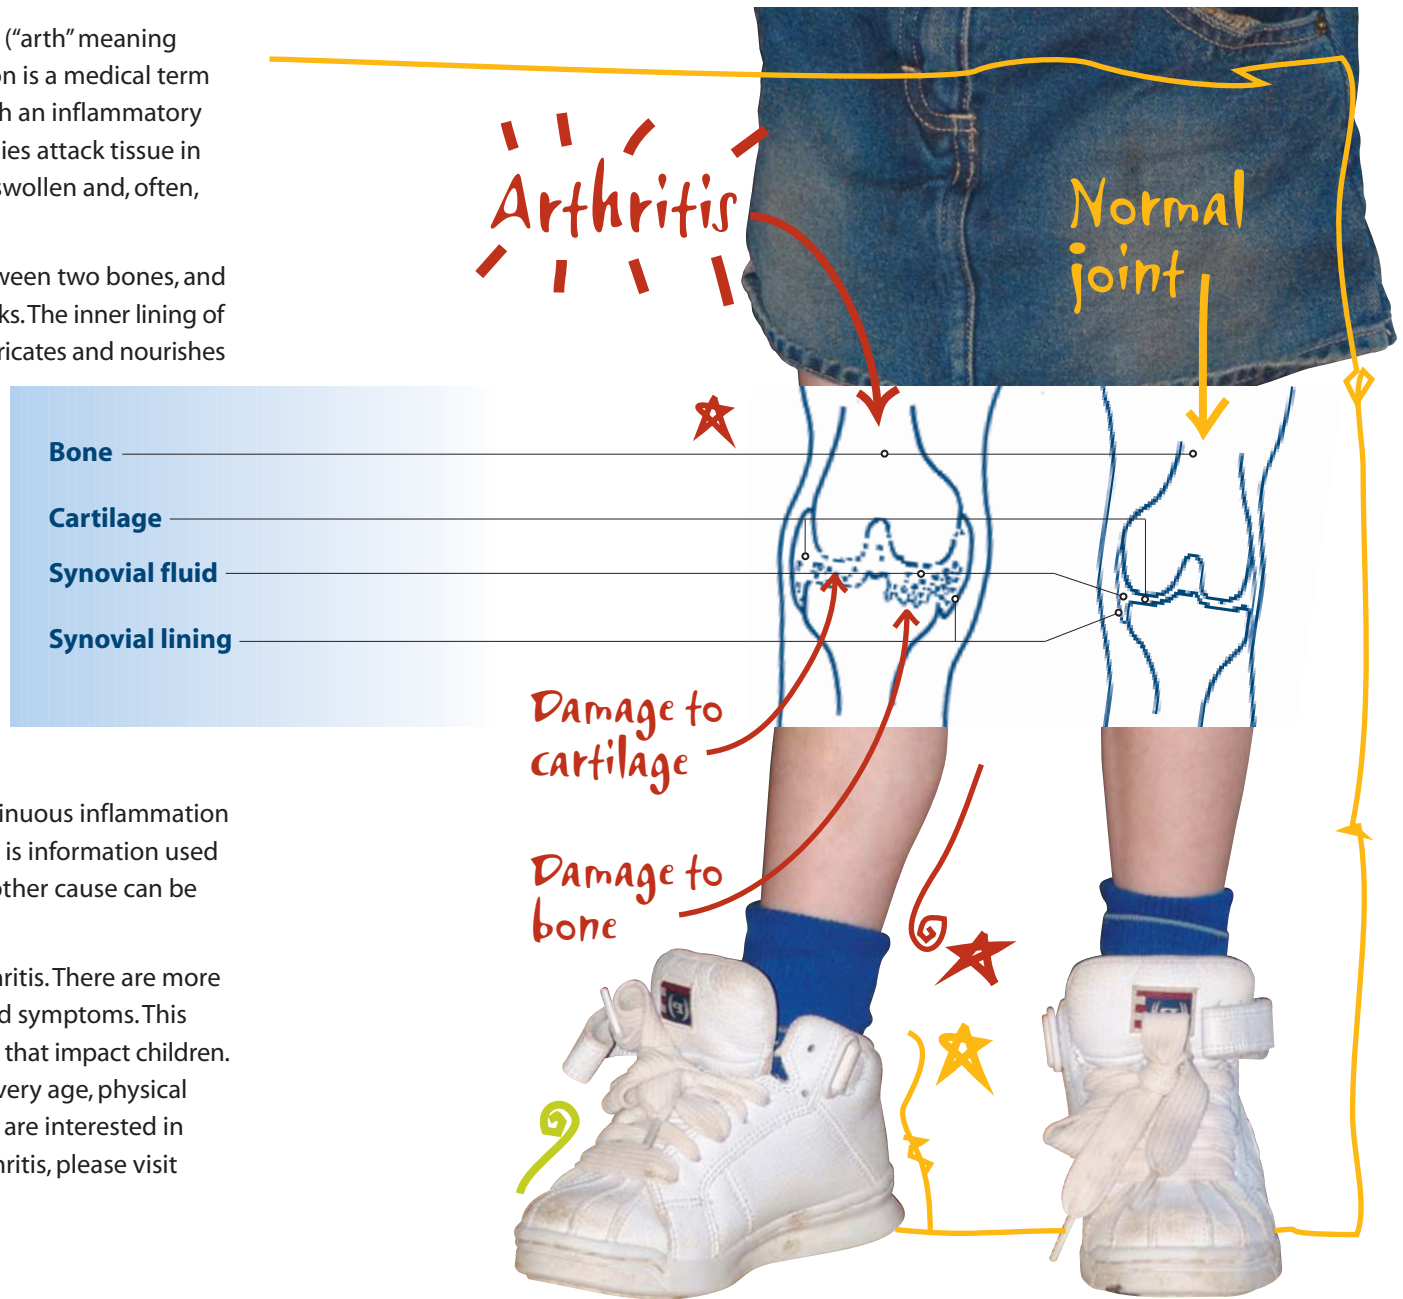 (“arth” meaning
on is a medical term
h an inflammatory
ies attack tissue in
swollen and, often,
ween two bones, and
ks. The inner lining of
ricates and nourishes
Arthritis
Normal
joint
Bone
Cartilage
Synovial fluid
Synovial lining
Damage to
cartilage
Damage to
bone
inuous inflammation
is information used
other cause can be
hritis. There are more
d symptoms. This
that impact children.
very age, physical
are interested in
hritis, please visit